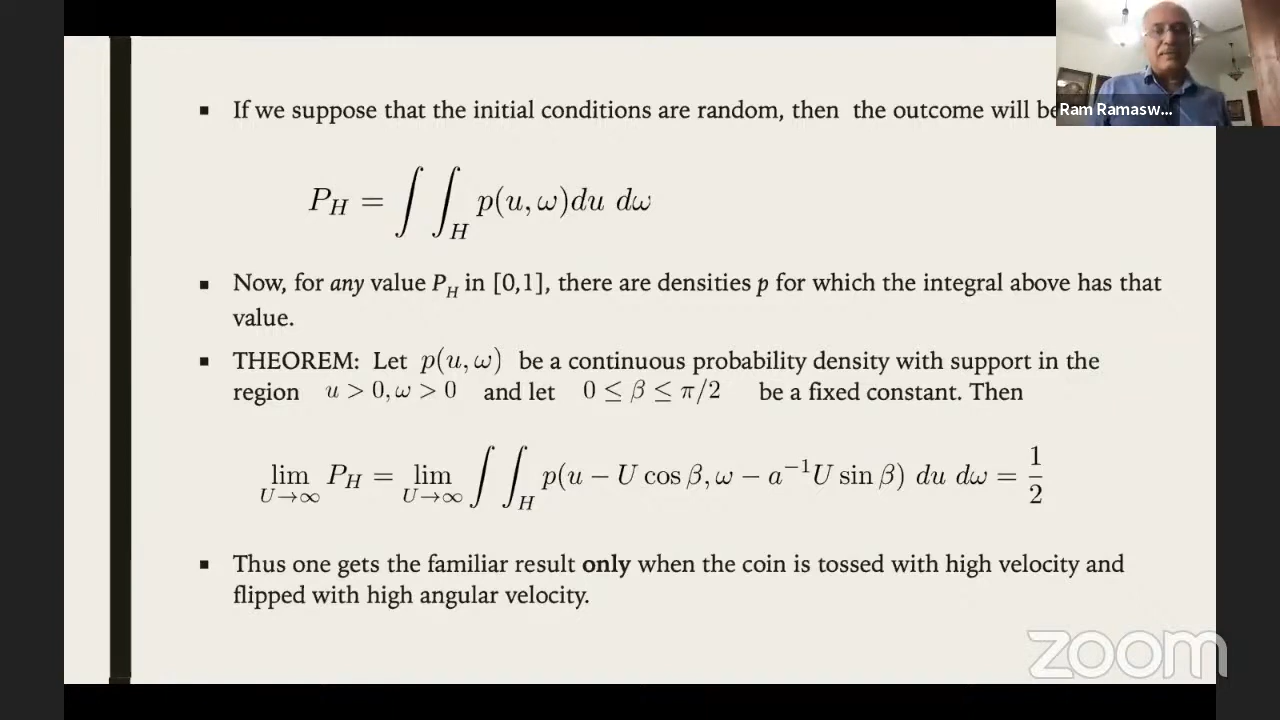 ▪ If we suppose that the initial conditions are random, then the outcome will be
Ram Ramasw...
P_H = ∫ ∫_H p(u, ω)du dω
▪ Now, for any value P_H in [0,1], there are densities p for which the integral above has that
value.
▪ THEOREM: Let p(u, ω) be a continuous probability density with support in the
region u > 0, ω > 0 and let 0 ≤ β ≤ π/2 be a fixed constant. Then
lim_{U→∞} P_H = lim_{U→∞} ∫ ∫_H p(u − U cos β, ω − a⁻¹U sin β) du dω = 1/2
▪ Thus one gets the familiar result only when the coin is tossed with high velocity and
flipped with high angular velocity.
zoom